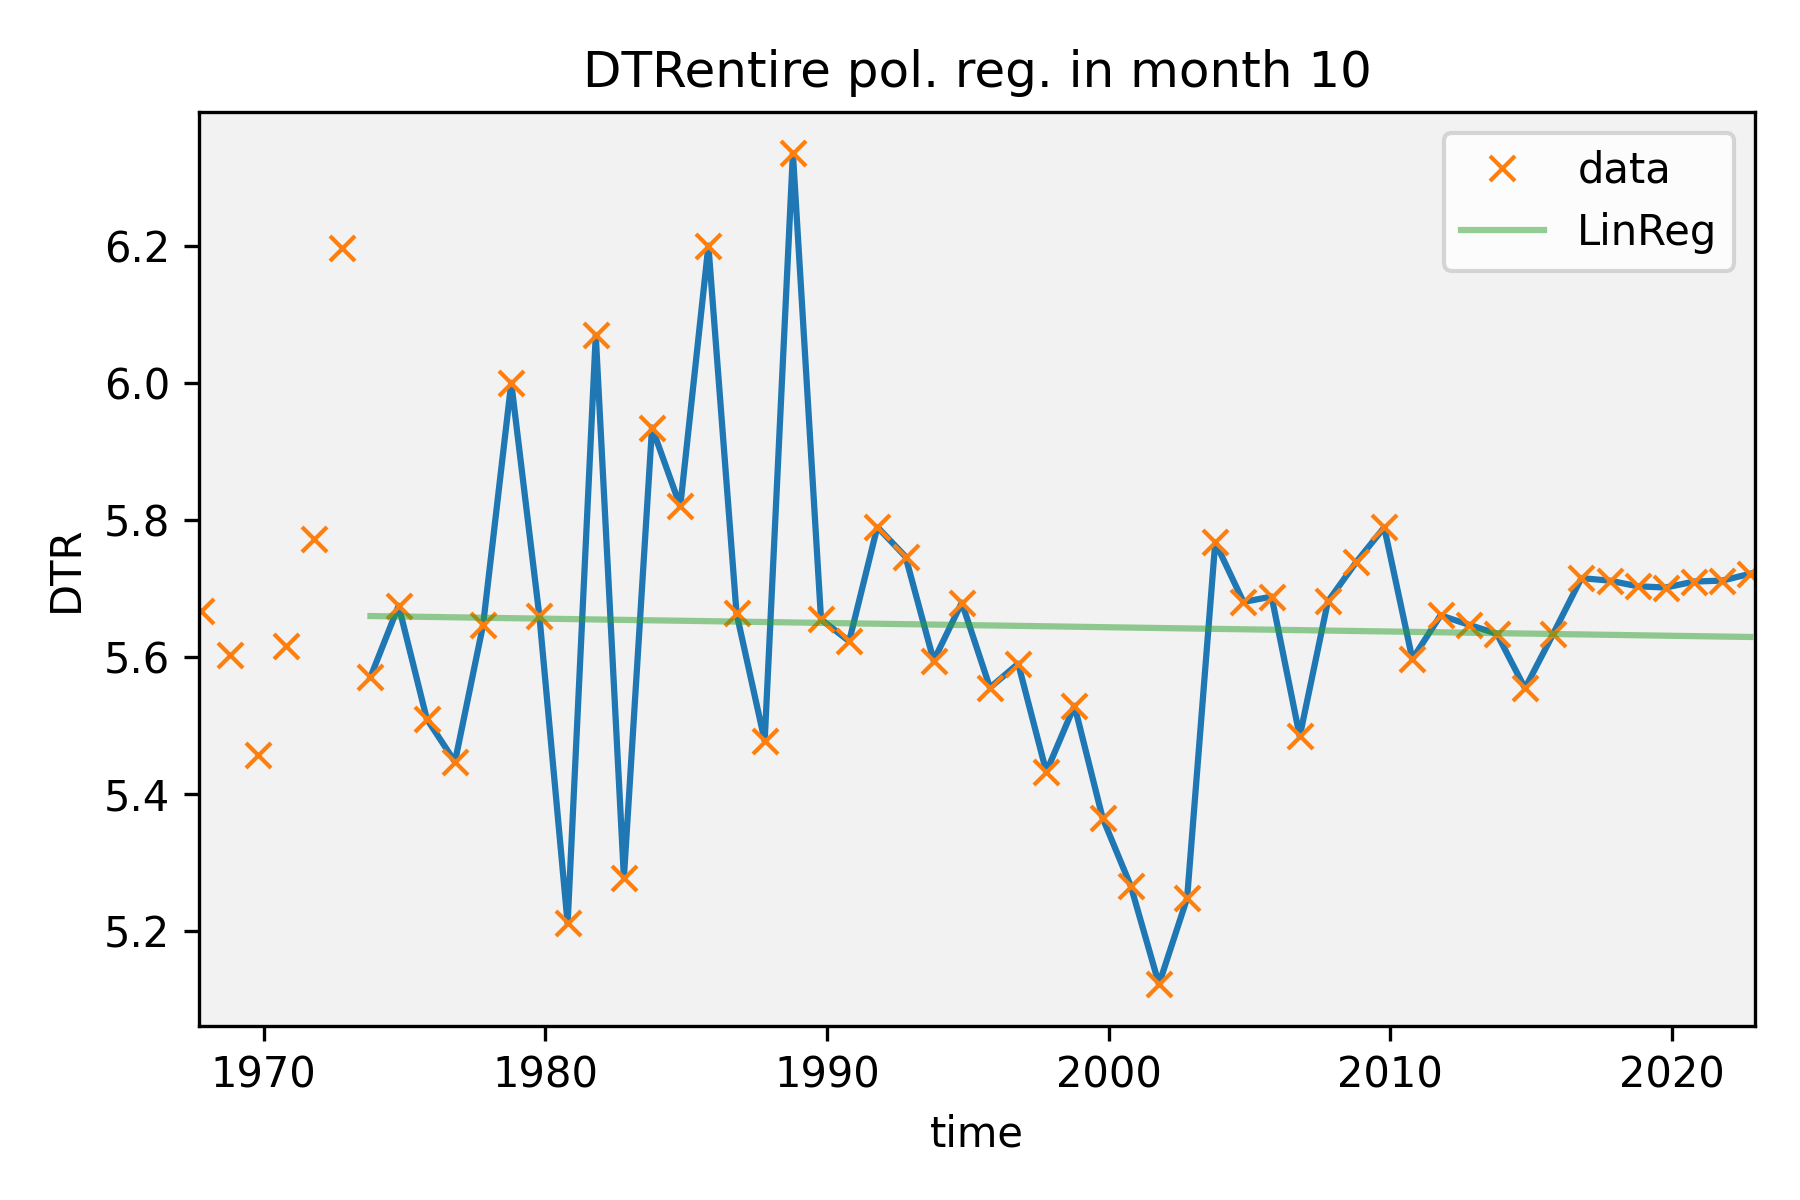 DTRentire pol. reg. in month 10
data
LinReg
DTR
6.2
6.0
5.8
5.6
5.4
5.2
1970 1980 1990 2000 2010 2020
time